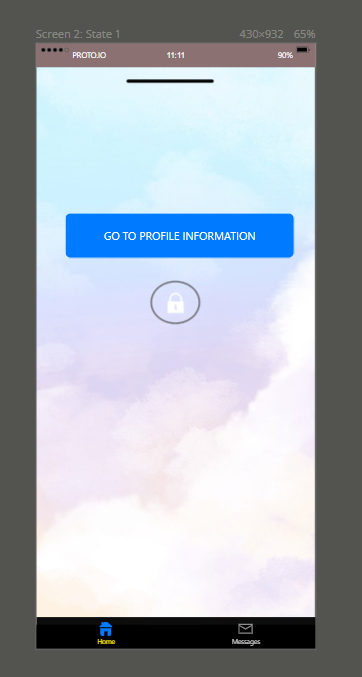 Screen 2: State 1 430×932 65%
PROTO.IO 11:11 90%
GO TO PROFILE INFORMATION
Home Messages